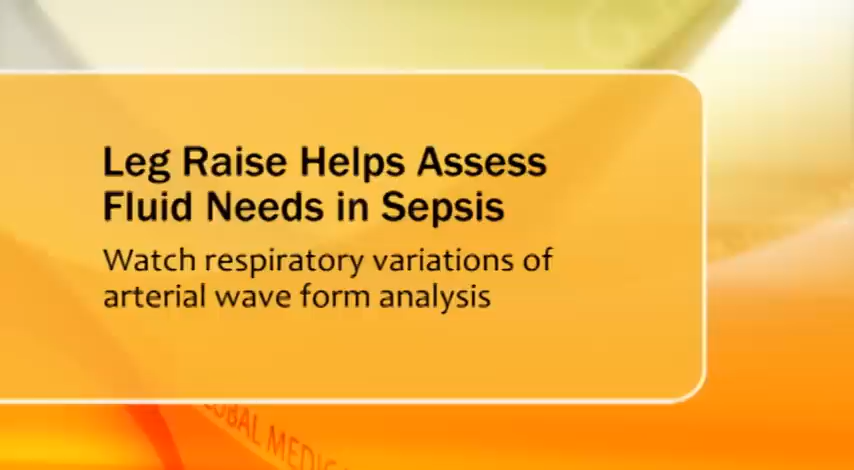 Leg Raise Helps Assess
Fluid Needs in Sepsis
Watch respiratory variations of
arterial wave form analysis